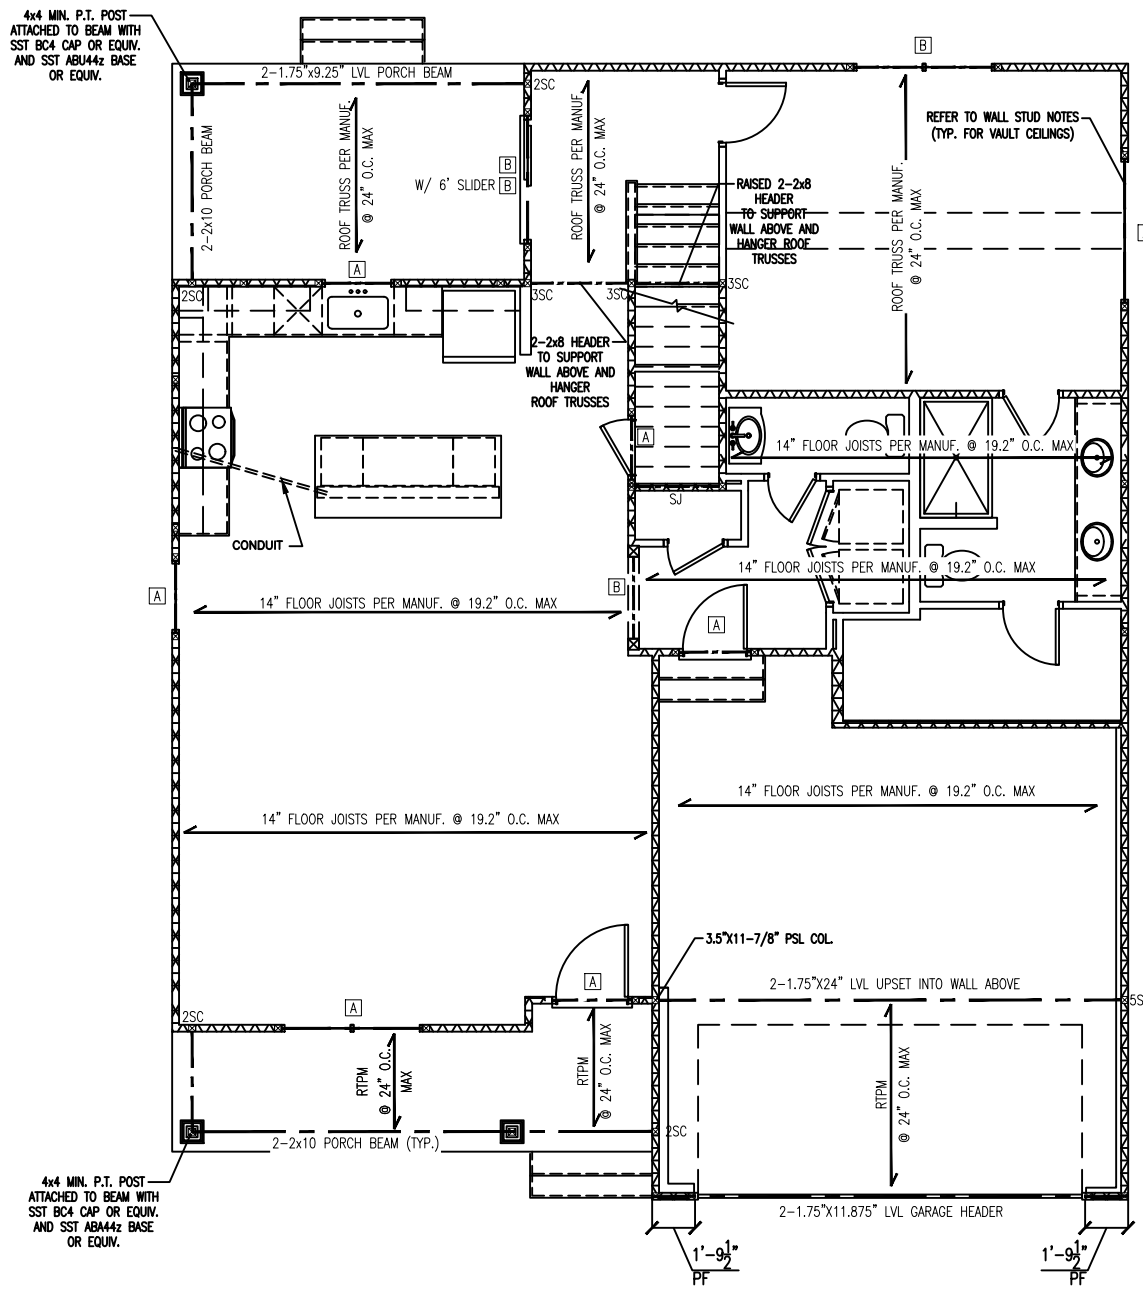 4x4 MIN. P.T. POST
ATTACHED TO BEAM WITH
SST BC4 CAP OR EQUIV.
AND SST ABU44z BASE
OR EQUIV.
B
2-1.75"x9.25" LVL PORCH BEAM
2SC
2-2x10 PORCH BEAM
ROOF TRUSS PER MANUF.
@ 24" O.C. MAX
B
W/ 6' SLIDER B
ROOF TRUSS PER MANUF.
@ 24" O.C. MAX
RAISED 2-2x8
HEADER
TO SUPPORT
WALL ABOVE AND
HANGER ROOF
TRUSSES
ROOF TRUSS PER MANUF.
@ 24" O.C. MAX
REFER TO WALL STUD NOTES
(TYP. FOR VAULT CEILINGS)
A
2SC
3SC
3SC
3SC
2-2x8 HEADER
TO SUPPORT
WALL ABOVE AND
HANGER
ROOF TRUSSES
A
14" FLOOR JOISTS PER MANUF. @ 19.2" O.C. MAX
SJ
CONDUIT
14" FLOOR JOISTS PER MANUF. @ 19.2" O.C. MAX
A
B
14" FLOOR JOISTS PER MANUF. @ 19.2" O.C. MAX
A
14" FLOOR JOISTS PER MANUF. @ 19.2" O.C. MAX
14" FLOOR JOISTS PER MANUF. @ 19.2" O.C. MAX
3.5"X11-7/8" PSL COL.
A
2-1.75"X24" LVL UPSET INTO WALL ABOVE
2SC
A
RTPM
@ 24" O.C.
MAX
RTPM
@ 24" O.C. MAX
RTPM
@ 24" O.C. MAX
2SC
2-2x10 PORCH BEAM (TYP.)
4x4 MIN. P.T. POST
ATTACHED TO BEAM WITH
SST BC4 CAP OR EQUIV.
AND SST ABA44z BASE
OR EQUIV.
2-1.75"X11.875" LVL GARAGE HEADER
1'-9 1/2"
PF
1'-9 1/2"
PF